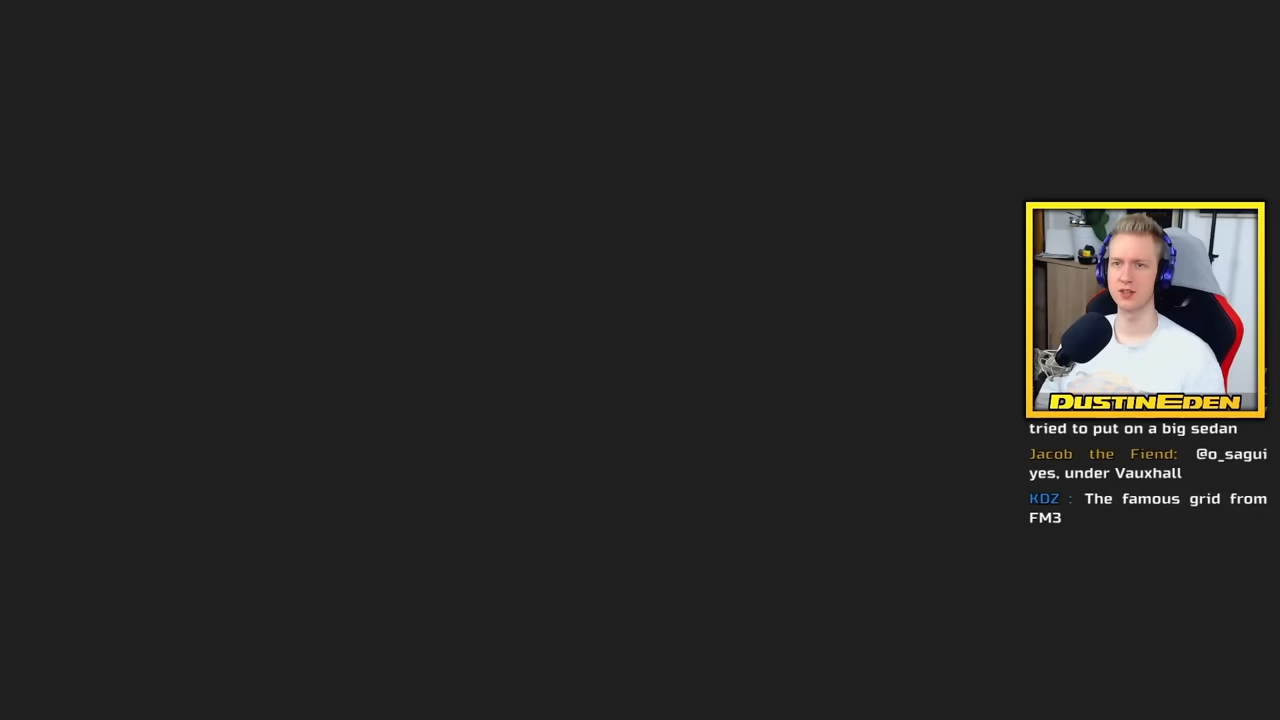 DUSTINEDEN
tried to put on a big sedan
Jacob the Fiend: @o_sagui
yes, under Vauxhall
KDZ : The famous grid from
FM3